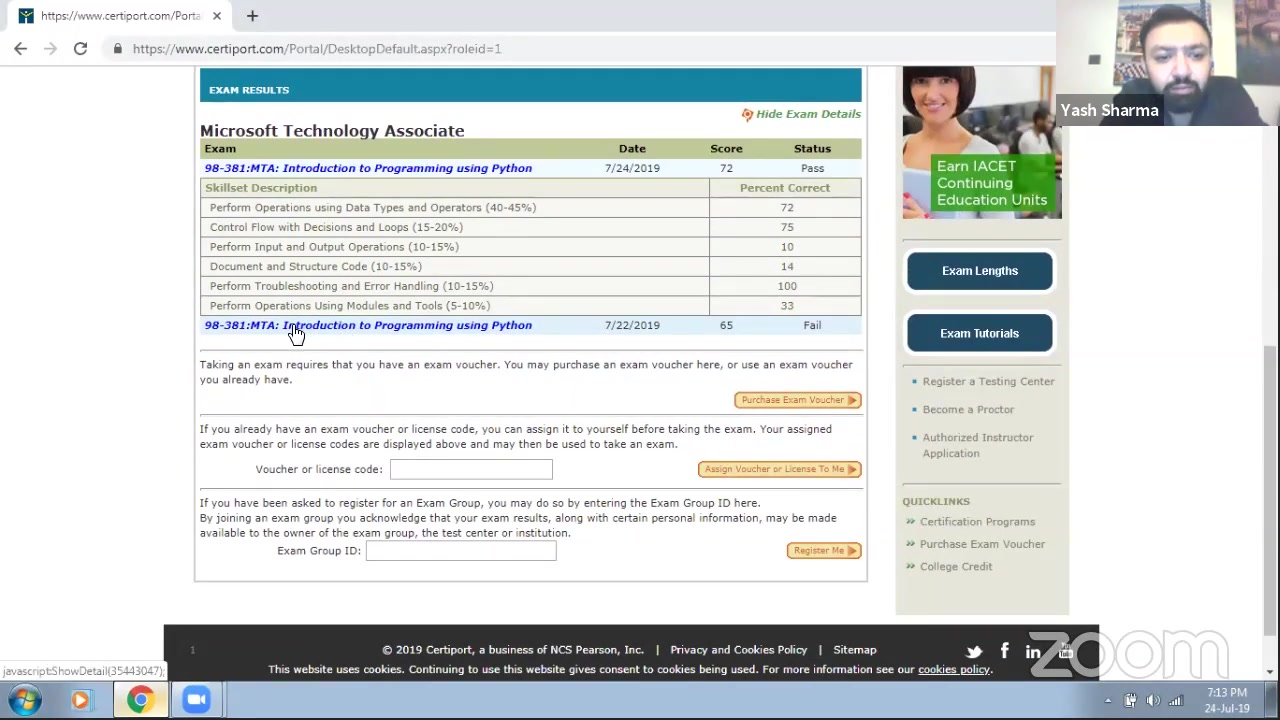 https://www.certiport.com/Porta
https://www.certiport.com/Portal/DesktopDefault.aspx?roleid=1
Yash Sharma
EXAM RESULTS
Hide Exam Details
Microsoft Technology Associate
Exam Date Score Status
98-381:MTA: Introduction to Programming using Python 7/24/2019 72 Pass
Skillset Description Percent Correct
Perform Operations using Data Types and Operators (40-45%) 72
Control Flow with Decisions and Loops (15-20%) 75
Perform Input and Output Operations (10-15%) 10
Document and Structure Code (10-15%) 14
Perform Troubleshooting and Error Handling (10-15%) 100
Perform Operations Using Modules and Tools (5-10%) 33
98-381:MTA: Introduction to Programming using Python 7/22/2019 65 Fail
Taking an exam requires that you have an exam voucher. You may purchase an exam voucher here, or use an exam voucher
you already have.
Purchase Exam Voucher
If you already have an exam voucher or license code, you can assign it to yourself before taking the exam. Your assigned
exam voucher or license codes are displayed above and may then be used to take an exam.
Voucher or license code:
Assign Voucher or License To Me
If you have been asked to register for an Exam Group, you may do so by entering the Exam Group ID here.
By joining an exam group you acknowledge that your exam results, along with certain personal information, may be made
available to the owner of the exam group, the test center or institution.
Exam Group ID:
Register Me
Earn IACET
Continuing
Education Units
Exam Lengths
Exam Tutorials
Register a Testing Center
Become a Proctor
Authorized Instructor
Application
QUICKLINKS
Certification Programs
Purchase Exam Voucher
College Credit
1
© 2019 Certiport, a business of NCS Pearson, Inc. | Privacy and Cookies Policy | Sitemap
This website uses cookies. Continuing to use this website gives consent to cookies being used. For more information see our cookies policy.
zoom
javascript:ShowDetail(35443047);
7:13 PM
24-Jul-19